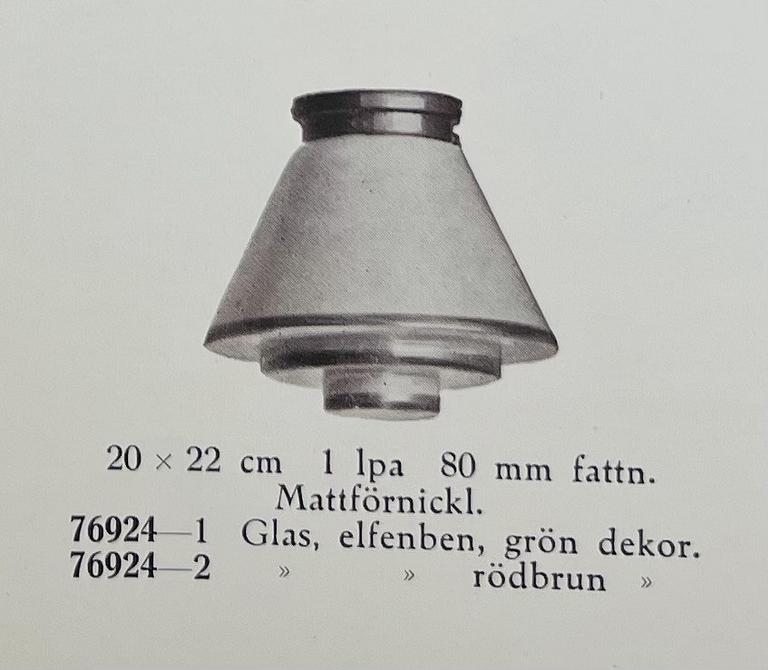 20 × 22 cm 1 lpa 80 mm fattn.
Mattförnickl.
76924—1 Glas, elfenben, grön dekor.
76924—2 » » rödbrun »